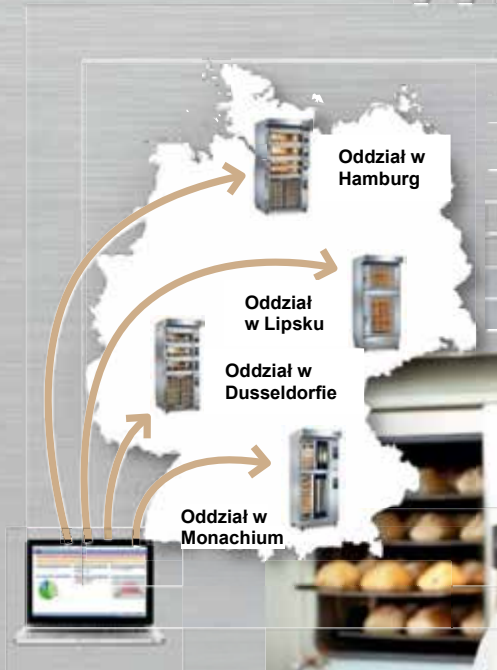 Oddział w
Hamburg
Oddział
w Lipsku
Oddział w
Dusseldorfie
Oddział w
Monachium